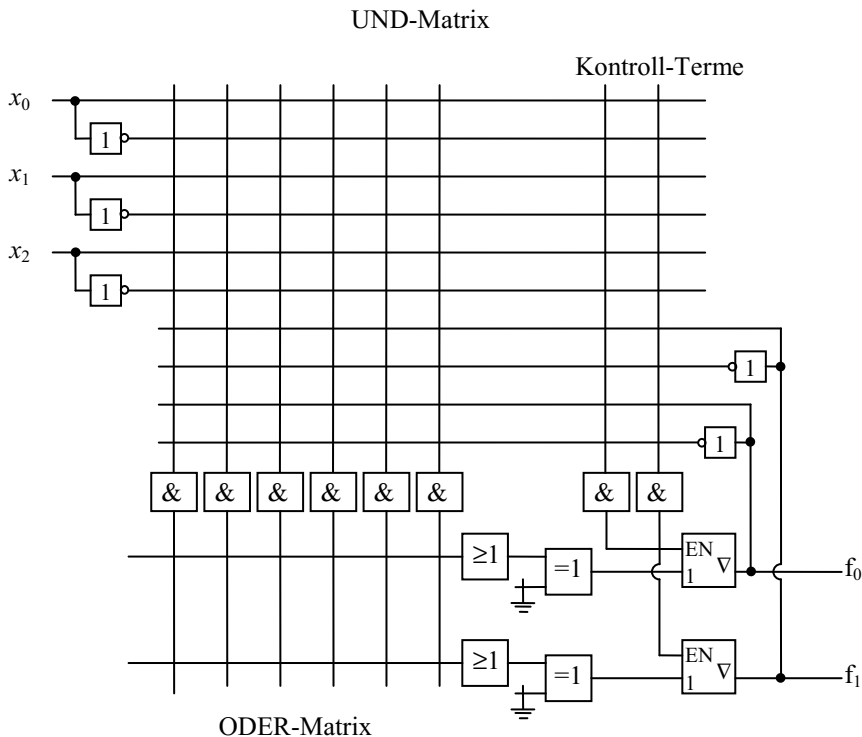 UND-Matrix
Kontroll-Terme
x₀
1
x₁
1
x₂
1
1
1
& & & & & & & &
≥1 =1 EN 1 ∇ f₀
≥1 =1 EN 1 ∇ f₁
ODER-Matrix